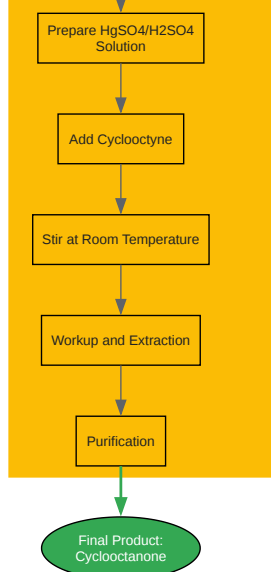 Prepare HgSO4/H2SO4
Solution
Add Cyclooctyne
Stir at Room Temperature
Workup and Extraction
Purification
Final Product:
Cyclooctanone